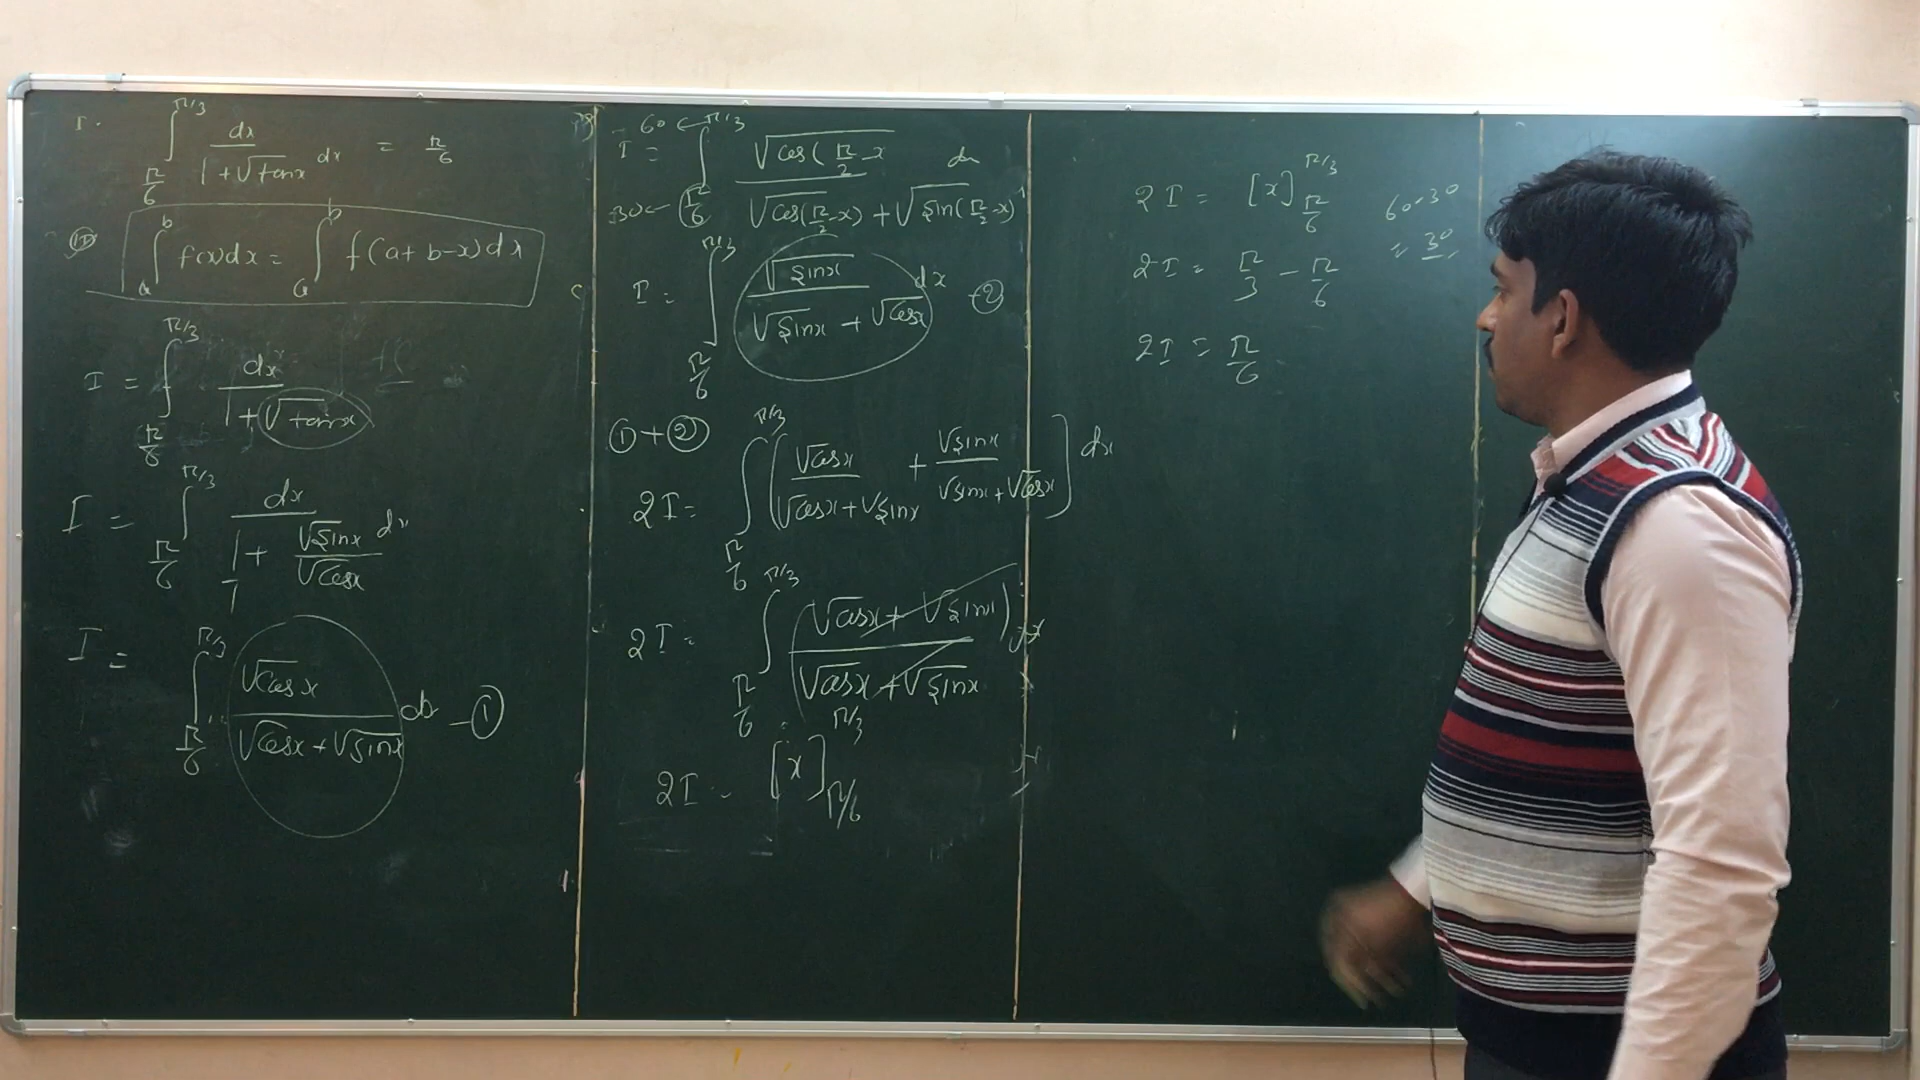 I. ∫_{π/6}^{π/3} dx / (1+√tanx) dx = π/6
∫_a^b f(x)dx = ∫_a^b f(a+b-x)dx
I = ∫_{π/6}^{π/3} dx / (1+√tanx)
I = ∫_{π/6}^{π/3} dx / (1/1 + √sinx/√cosx) dx
I = ∫_{π/6}^{π/3} √cosx / (√cosx+√sinx) dx - ①
I = ∫_{π/6}^{π/3} √cos(π/2-x / (√cos(π/2-x)+√sin(π/2-x)) dx
60 ←
30 ←
I = ∫_{π/6}^{π/3} √sinx / (√sinx + √cosx) dx - ②
①+②
2I = ∫_{π/6}^{π/3} [√cosx / (√cosx+√sinx) + √sinx / (√sinx+√cosx)] dx
2I = ∫_{π/6}^{π/3} (√cosx+√sinx) / (√cosx+√sinx) dx
2I = [x]_{π/6}^{π/3}
2I = [x]_{π/6}^{π/3}
60-30
= 30
2I = π/3 - π/6
2I = π/6